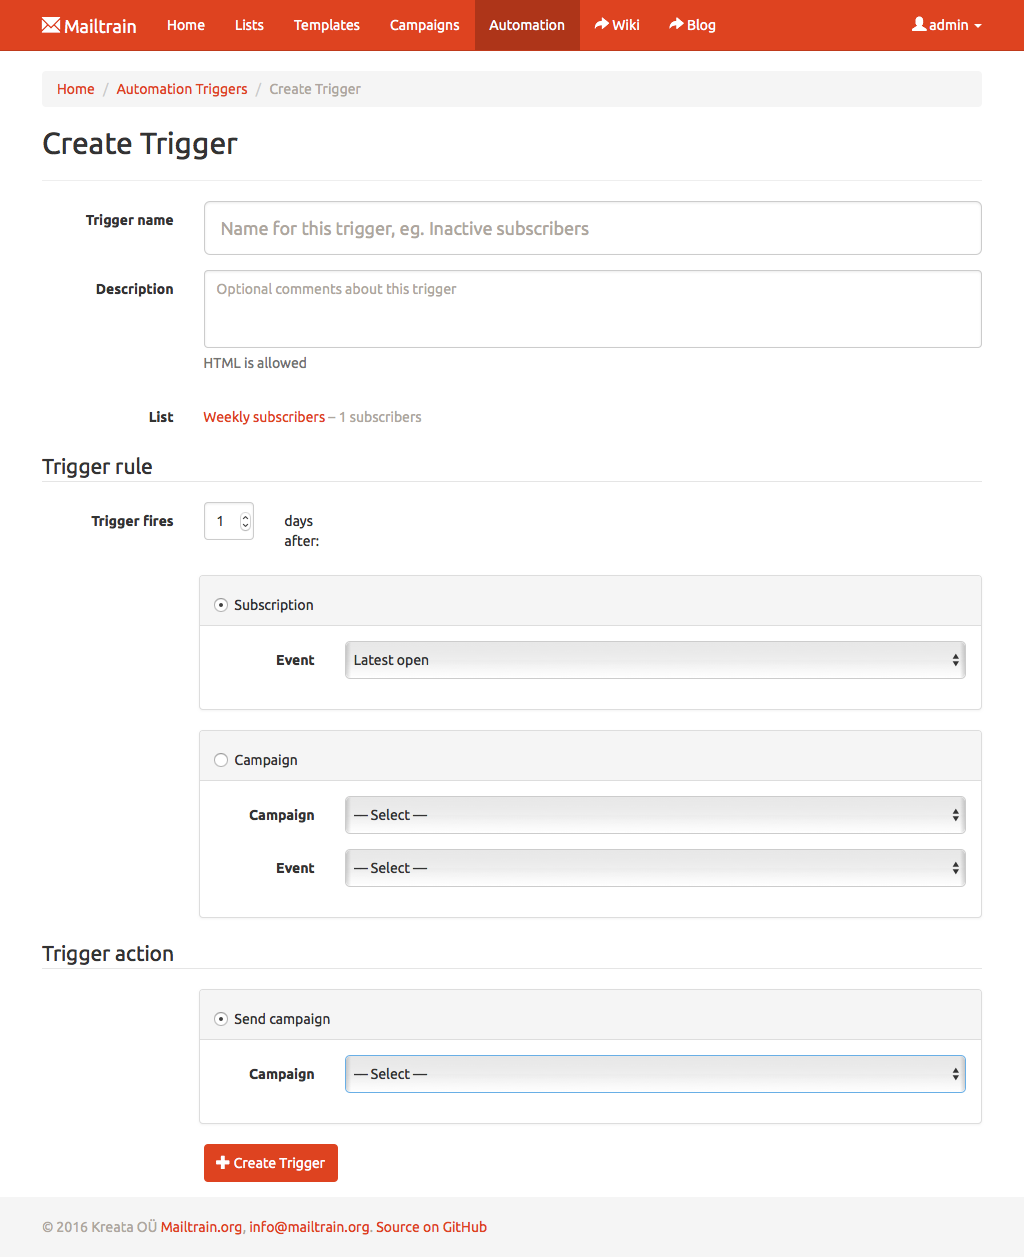 Mailtrain Home Lists Templates Campaigns Automation Wiki Blog admin
Home / Automation Triggers / Create Trigger
Create Trigger
Trigger name Name for this trigger, eg. Inactive subscribers
Description Optional comments about this trigger
HTML is allowed
List Weekly subscribers – 1 subscribers
Trigger rule
Trigger fires 1 days
after:
Subscription
Event Latest open
Campaign
Campaign — Select —
Event — Select —
Trigger action
Send campaign
Campaign — Select —
Create Trigger
© 2016 Kreata OÜ Mailtrain.org, info@mailtrain.org. Source on GitHub